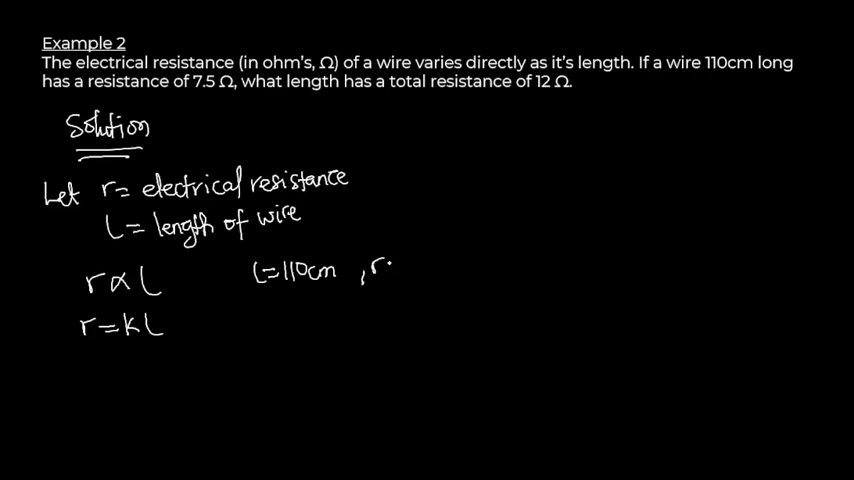 Example 2
The electrical resistance (in ohm's, Ω) of a wire varies directly as it's length. If a wire 110cm long
has a resistance of 7.5 Ω, what length has a total resistance of 12 Ω.
Solution
Let r = electrical resistance
l = length of wire
r ∝ l
l = 110cm , r
r = kl